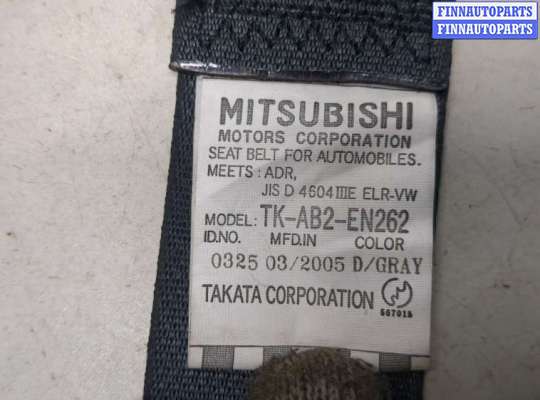 FINNAUTOPARTS
FINNAUTOPARTS
MITSUBISHI
MOTORS CORPORATION
SEAT BELT FOR AUTOMOBILES.
MEETS : ADR,
JIS D 4604 IIIE ELR-VW
MODEL: TK-AB2-EN262
ID.NO. MFD.IN COLOR
0325 03/2005 D/GRAY
TAKATA CORPORATION